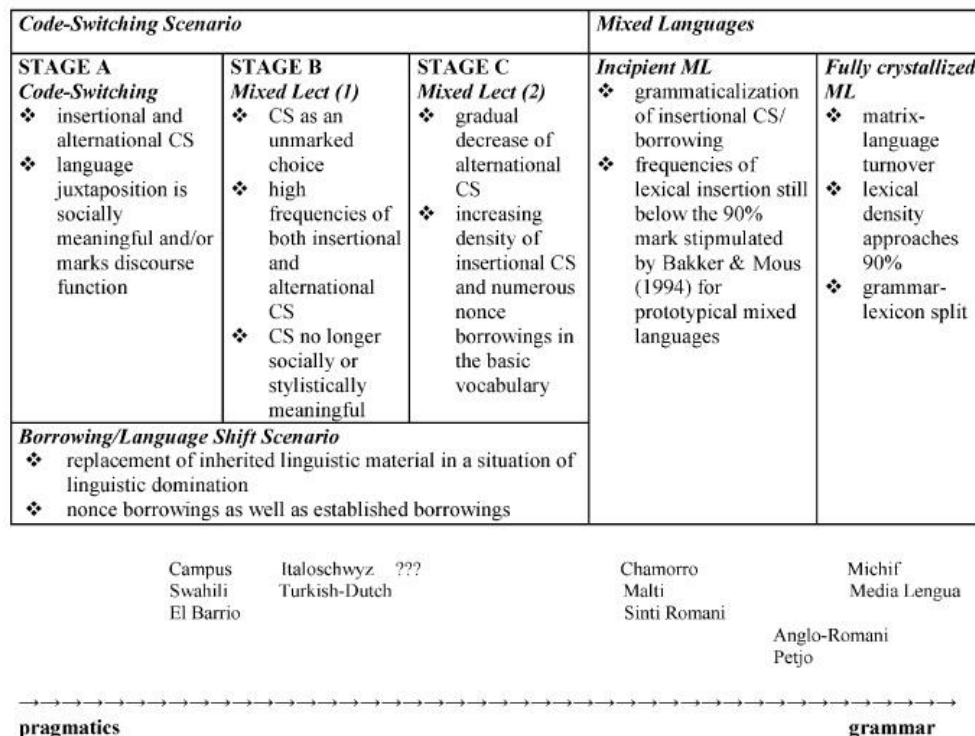 Code-Switching Scenario
Mixed Languages
STAGE A
Code-Switching
❖ insertional and
alternational CS
❖ language
juxtaposition is
socially
meaningful and/or
marks discourse
function
STAGE B
Mixed Lect (1)
❖ CS as an
unmarked
choice
❖ high
frequencies of
both insertional
and
alternational
CS
❖ CS no longer
socially or
stylistically
meaningful
STAGE C
Mixed Lect (2)
❖ gradual
decrease of
alternational
CS
❖ increasing
density of
insertional CS
and numerous
nonce
borrowings in
the basic
vocabulary
Incipient ML
❖ grammaticalization
of insertional CS/
borrowing
❖ frequencies of
lexical insertion still
below the 90%
mark stipmulated
by Bakker & Mous
(1994) for
prototypical mixed
languages
Fully crystallized
ML
❖ matrix-
language
turnover
❖ lexical
density
approaches
90%
❖ grammar-
lexicon split
Borrowing/Language Shift Scenario
❖ replacement of inherited linguistic material in a situation of
linguistic domination
❖ nonce borrowings as well as established borrowings
Campus
Swahili
El Barrio
Italoschwyz ???
Turkish-Dutch
Chamorro
Malti
Sinti Romani
Michif
Media Lengua
Anglo-Romani
Petjo
→→→→→→→→→→→→→→→→→→→→→→→→→→→→→→→→→→→→→→→→→→→→→→→→
pragmatics grammar